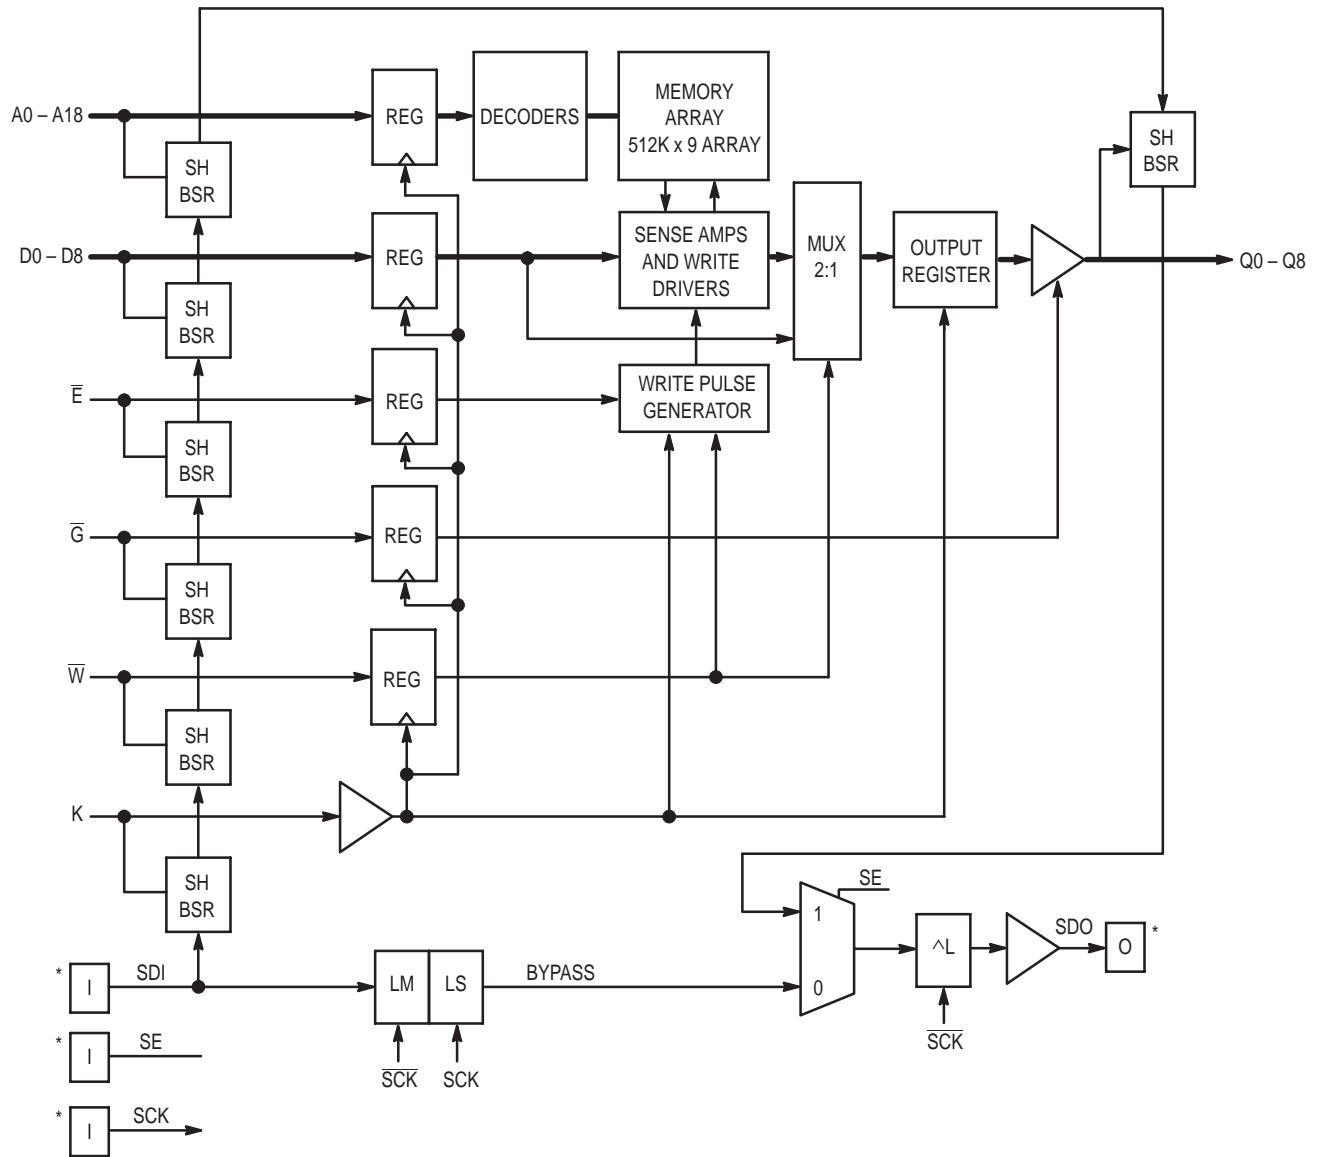 A0 – A18
SH
BSR
REG
DECODERS
MEMORY
ARRAY
512K x 9 ARRAY
SH
BSR
D0 – D8
SH
BSR
REG
SENSE AMPS
AND WRITE
DRIVERS
MUX
2:1
OUTPUT
REGISTER
Q0 – Q8
E̅
SH
BSR
REG
WRITE PULSE
GENERATOR
G̅
SH
BSR
REG
W̅
SH
BSR
REG
K
SH
BSR
SE
1
0
^L
S̅C̅K̅
SDO
O
*
*
I
SDI
LM
LS
BYPASS
S̅C̅K̅
SCK
*
I
SE
*
I
SCK